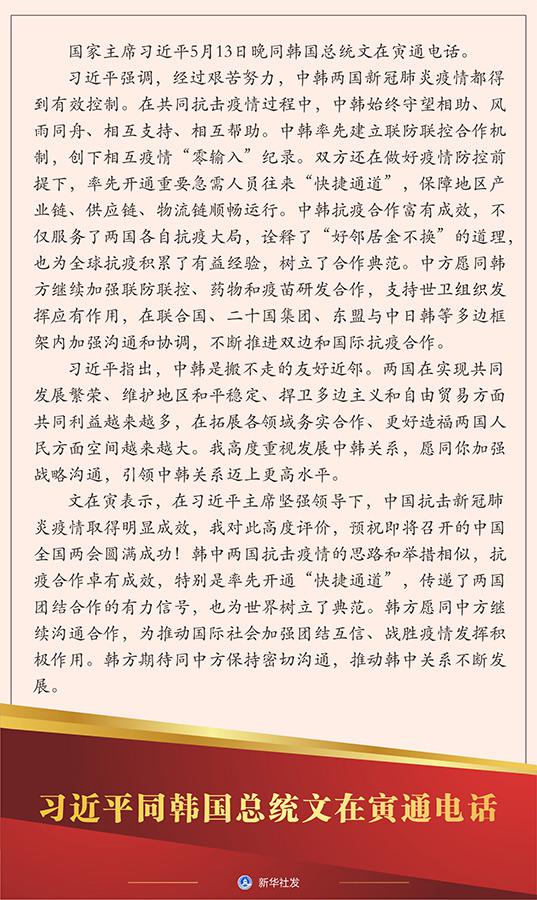 国家主席习近平5月13日晚同韩国总统文在寅通电话。
习近平强调，经过艰苦努力，中韩两国新冠肺炎疫情都得
到有效控制。在共同抗击疫情过程中，中韩始终守望相助、风
雨同舟、相互支持、相互帮助。中韩率先建立联防联控合作机
制，创下相互疫情“零输入”纪录。双方还在做好疫情防控前
提下，率先开通重要急需人员往来“快捷通道”，保障地区产
业链、供应链、物流链顺畅运行。中韩抗疫合作富有成效，不
仅服务了两国各自抗疫大局，诠释了“好邻居金不换”的道理，
也为全球抗疫积累了有益经验，树立了合作典范。中方愿同韩
方继续加强联防联控、药物和疫苗研发合作，支持世卫组织发
挥应有作用，在联合国、二十国集团、东盟与中日韩等多边框
架内加强沟通和协调，不断推进双边和国际抗疫合作。
习近平指出，中韩是搬不走的友好近邻。两国在实现共同
发展繁荣、维护地区和平稳定、捍卫多边主义和自由贸易方面
共同利益越来越多，在拓展各领域务实合作、更好造福两国人
民方面空间越来越大。我高度重视发展中韩关系，愿同你加强
战略沟通，引领中韩关系迈上更高水平。
文在寅表示，在习近平主席坚强领导下，中国抗击新冠肺
炎疫情取得明显成效，我对此高度评价，预祝即将召开的中国
全国两会圆满成功！韩中两国抗击疫情的思路和举措相似，抗
疫合作卓有成效，特别是率先开通“快捷通道”，传递了两国
团结合作的有力信号，也为世界树立了典范。韩方愿同中方继
续沟通合作，为推动国际社会加强团结互信、战胜疫情发挥积
极作用。韩方期待同中方保持密切沟通，推动韩中关系不断发
展。
习近平同韩国总统文在寅通电话
新华社发